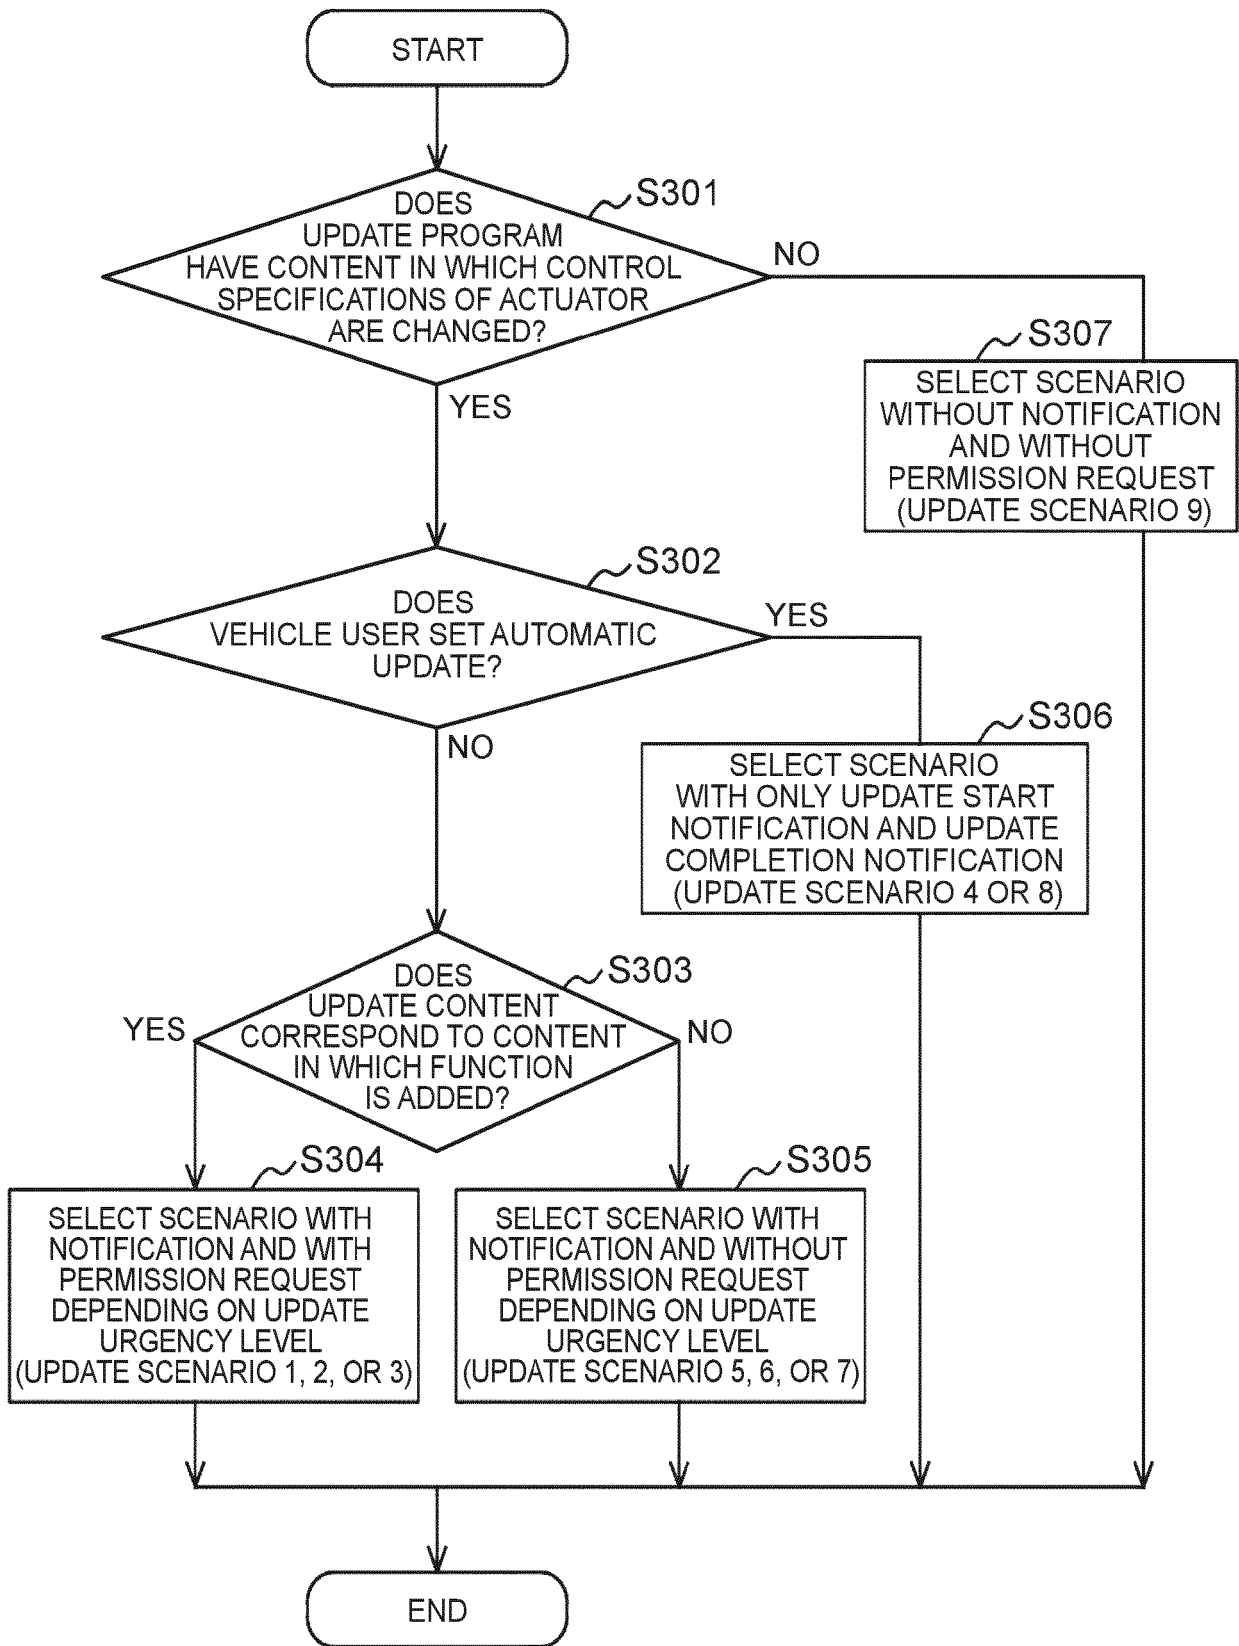 START
S301
DOES
UPDATE PROGRAM
HAVE CONTENT IN WHICH CONTROL
SPECIFICATIONS OF ACTUATOR
ARE CHANGED?
NO
YES
S307
SELECT SCENARIO
WITHOUT NOTIFICATION
AND WITHOUT
PERMISSION REQUEST
(UPDATE SCENARIO 9)
S302
DOES
VEHICLE USER SET AUTOMATIC
UPDATE?
YES
NO
S306
SELECT SCENARIO
WITH ONLY UPDATE START
NOTIFICATION AND UPDATE
COMPLETION NOTIFICATION
(UPDATE SCENARIO 4 OR 8)
S303
DOES
UPDATE CONTENT
CORRESPOND TO CONTENT
IN WHICH FUNCTION
IS ADDED?
YES
NO
S304
SELECT SCENARIO WITH
NOTIFICATION AND WITH
PERMISSION REQUEST
DEPENDING ON UPDATE
URGENCY LEVEL
(UPDATE SCENARIO 1, 2, OR 3)
S305
SELECT SCENARIO WITH
NOTIFICATION AND WITHOUT
PERMISSION REQUEST
DEPENDING ON UPDATE
URGENCY LEVEL
(UPDATE SCENARIO 5, 6, OR 7)
END